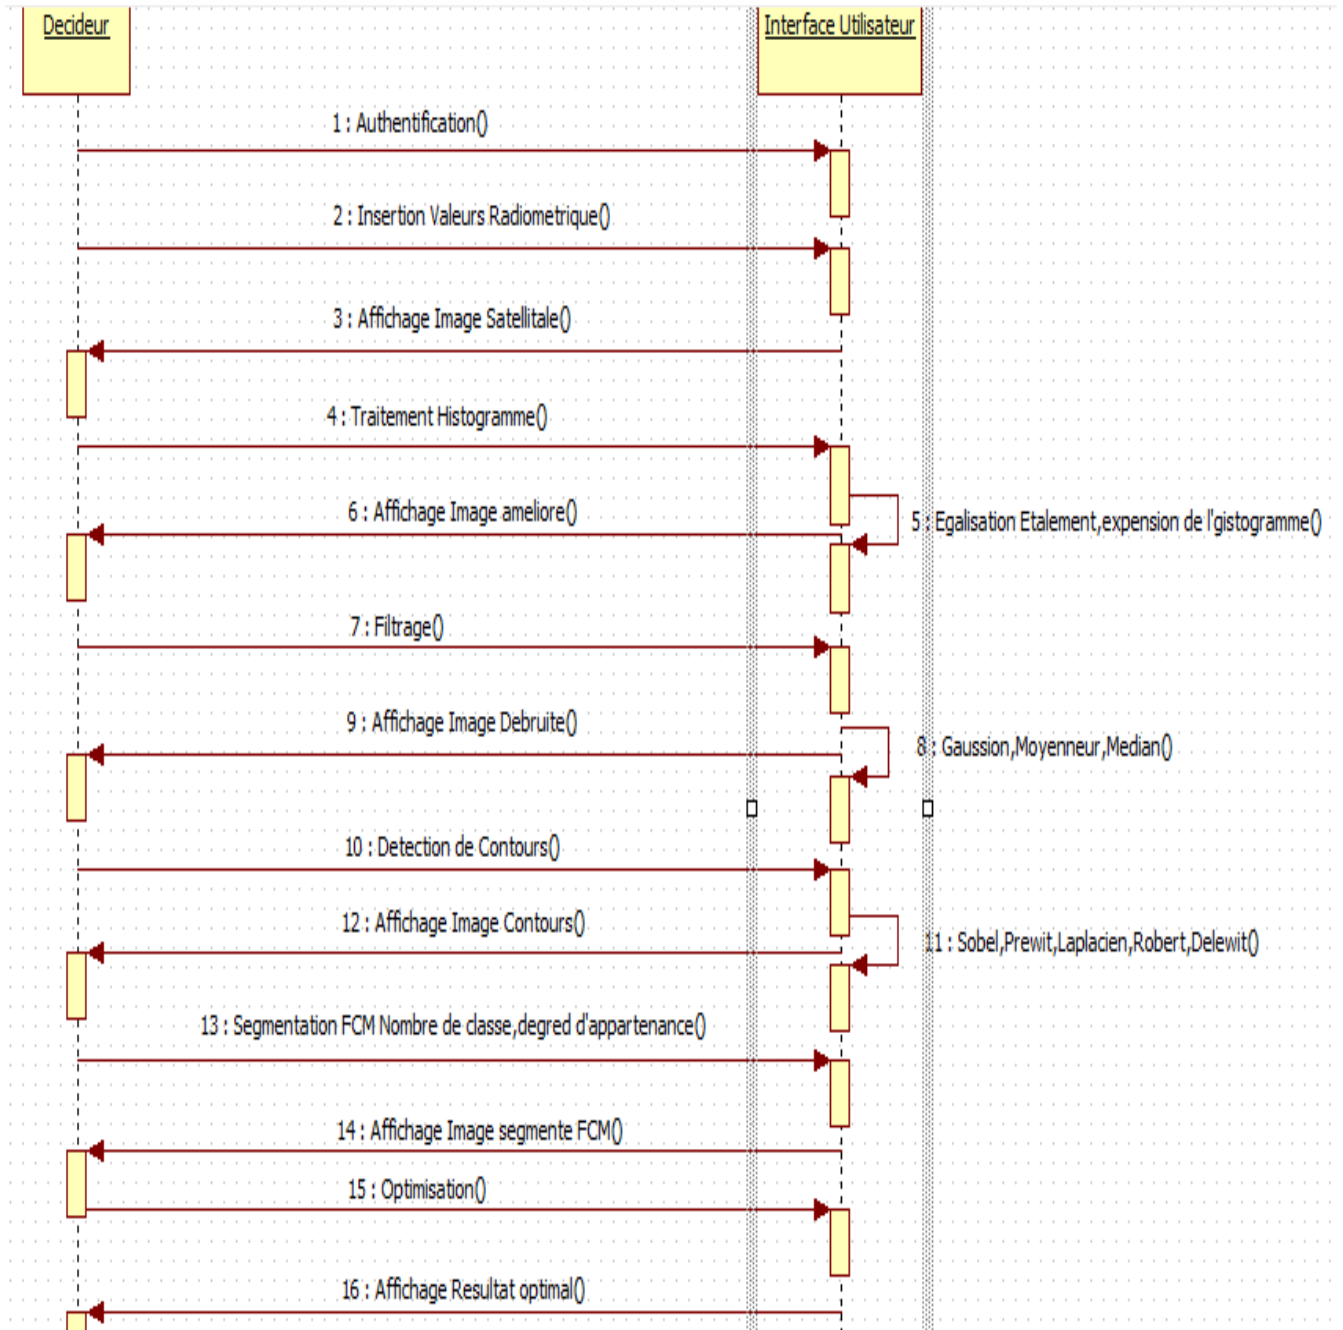 Decideur
Interface Utilisateur
1 : Authentification()
2 : Insertion Valeurs Radiometrique()
3 : Affichage Image Satellitale()
4 : Traitement Histogramme()
6 : Affichage Image ameliore()
5 : Egalisation Etalement,expension de l'gistogramme()
7 : Filtrage()
9 : Affichage Image Debruite()
8 : Gaussion,Moyenneur,Median()
10 : Detection de Contours()
12 : Affichage Image Contours()
11 : Sobel,Prewit,Laplacien,Robert,Delewit()
13 : Segmentation FCM Nombre de classe,degred d'appartenance()
14 : Affichage Image segmente FCM()
15 : Optimisation()
16 : Affichage Resultat optimal()